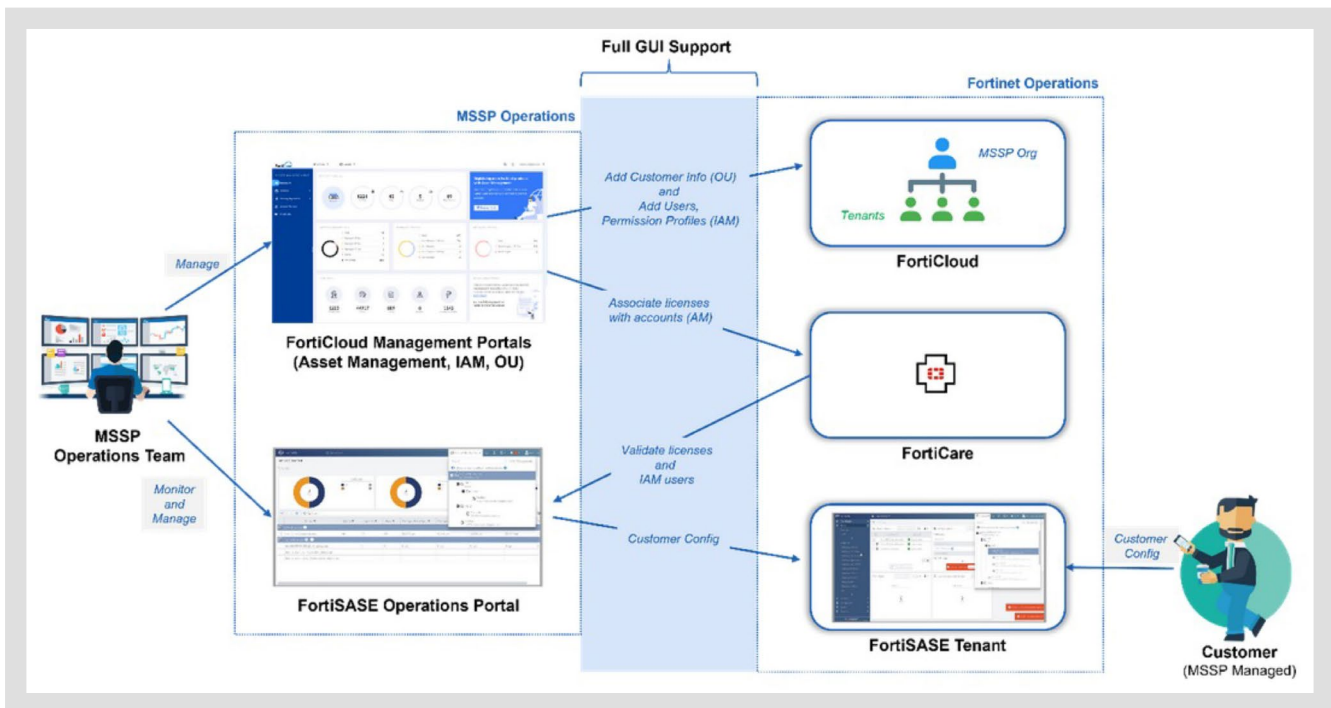 Full GUI Support
Fortinet Operations
MSSP Operations
MSSP Org
Tenants
FortiCloud
Add Customer Info (OU)
and
Add Users,
Permission Profiles (IAM)
Manage
Associate licenses
with accounts (AM)
FortiCloud Management Portals
(Asset Management, IAM, OU)
MSSP
Operations Team
FortiCare
Validate licenses
and
IAM users
Monitor
and
Manage
Customer Config
Customer
Config
FortiSASE Operations Portal
FortiSASE Tenant
Customer
(MSSP Managed)